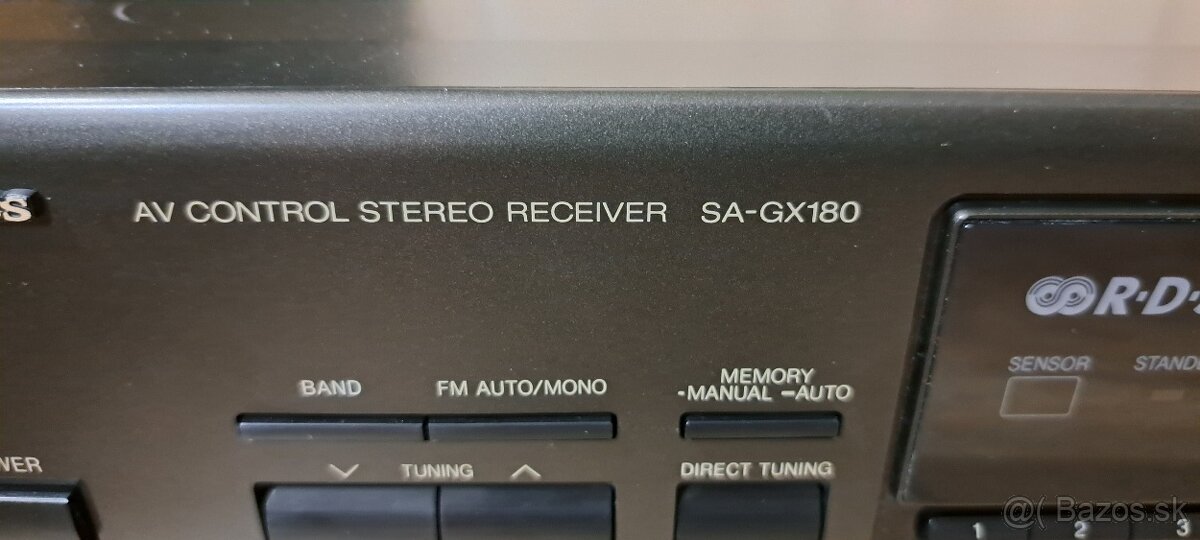 AV CONTROL STEREO RECEIVER SA-GX180
R·D·
SENSOR
BAND FM AUTO/MONO MEMORY
-MANUAL -AUTO
TUNING DIRECT TUNING
1 2 3
@( Bazos.sk